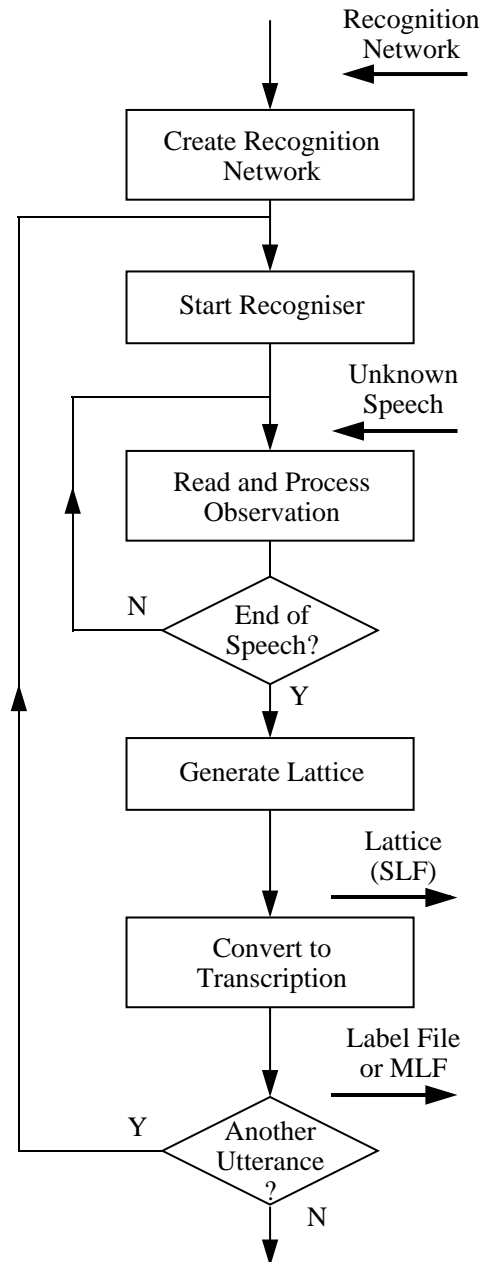 Recognition
Network
Create Recognition
Network
Start Recogniser
Unknown
Speech
Read and Process
Observation
N
End of
Speech?
Y
Generate Lattice
Lattice
(SLF)
Convert to
Transcription
Label File
or MLF
Y
Another
Utterance
?
N